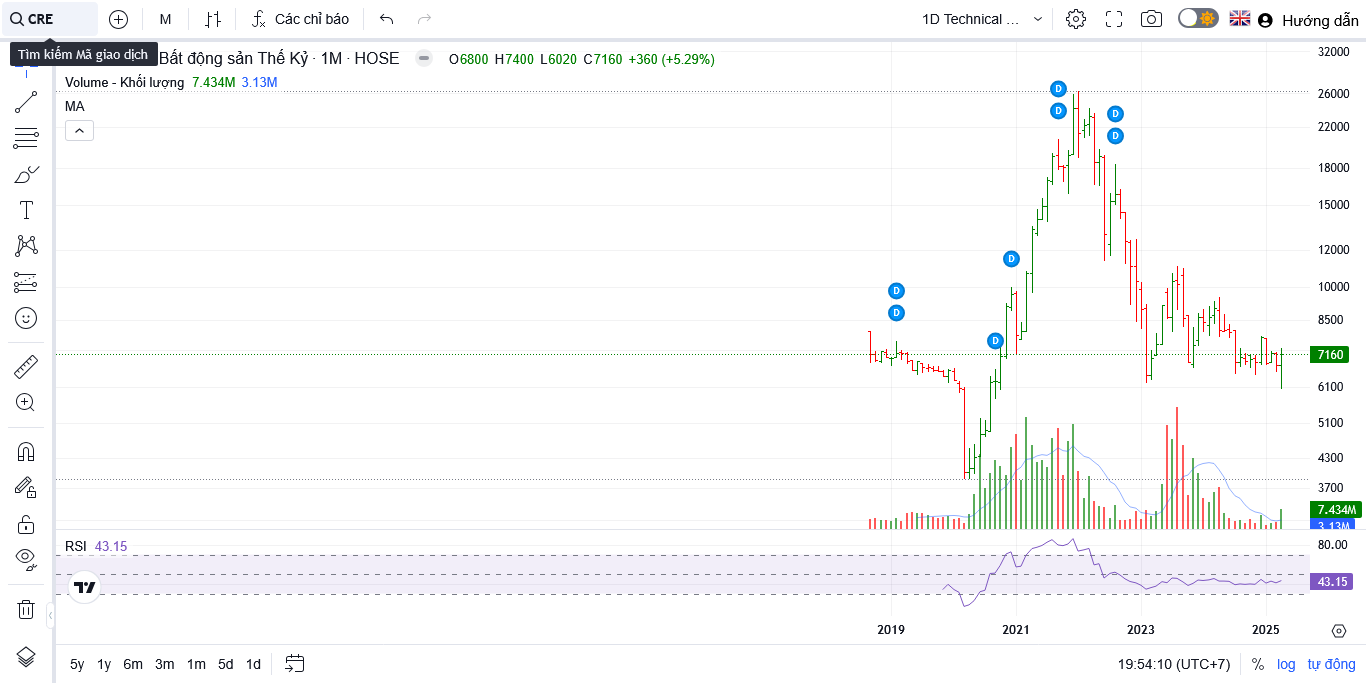 CRE
M
Các chỉ báo
1D Technical ...
Hướng dẫn
Tìm kiếm Mã giao dịch
Bất động sản Thế Kỷ · 1M · HOSE
O6800 H7400 L6020 C7160 +360 (+5.29%)
Volume - Khối lượng 7.434M 3.13M
MA
32000
26000
22000
18000
15000
12000
10000
8500
7160
6100
5100
4300
3700
7.434M
3.13M
D
D
D
D
D
D
D
D
RSI 43.15
80.00
43.15
2019 2021 2023 2025
5y 1y 6m 3m 1m 5d 1d
19:54:10 (UTC+7) % log tự động